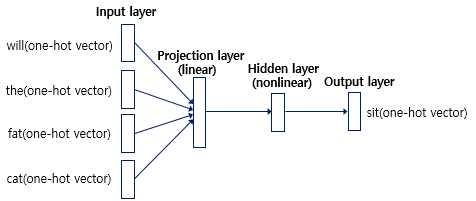 Input layer
will(one-hot vector)
Projection layer
(linear)
Hidden layer
(nonlinear)
Output layer
the(one-hot vector)
sit(one-hot vector)
fat(one-hot vector)
cat(one-hot vector)